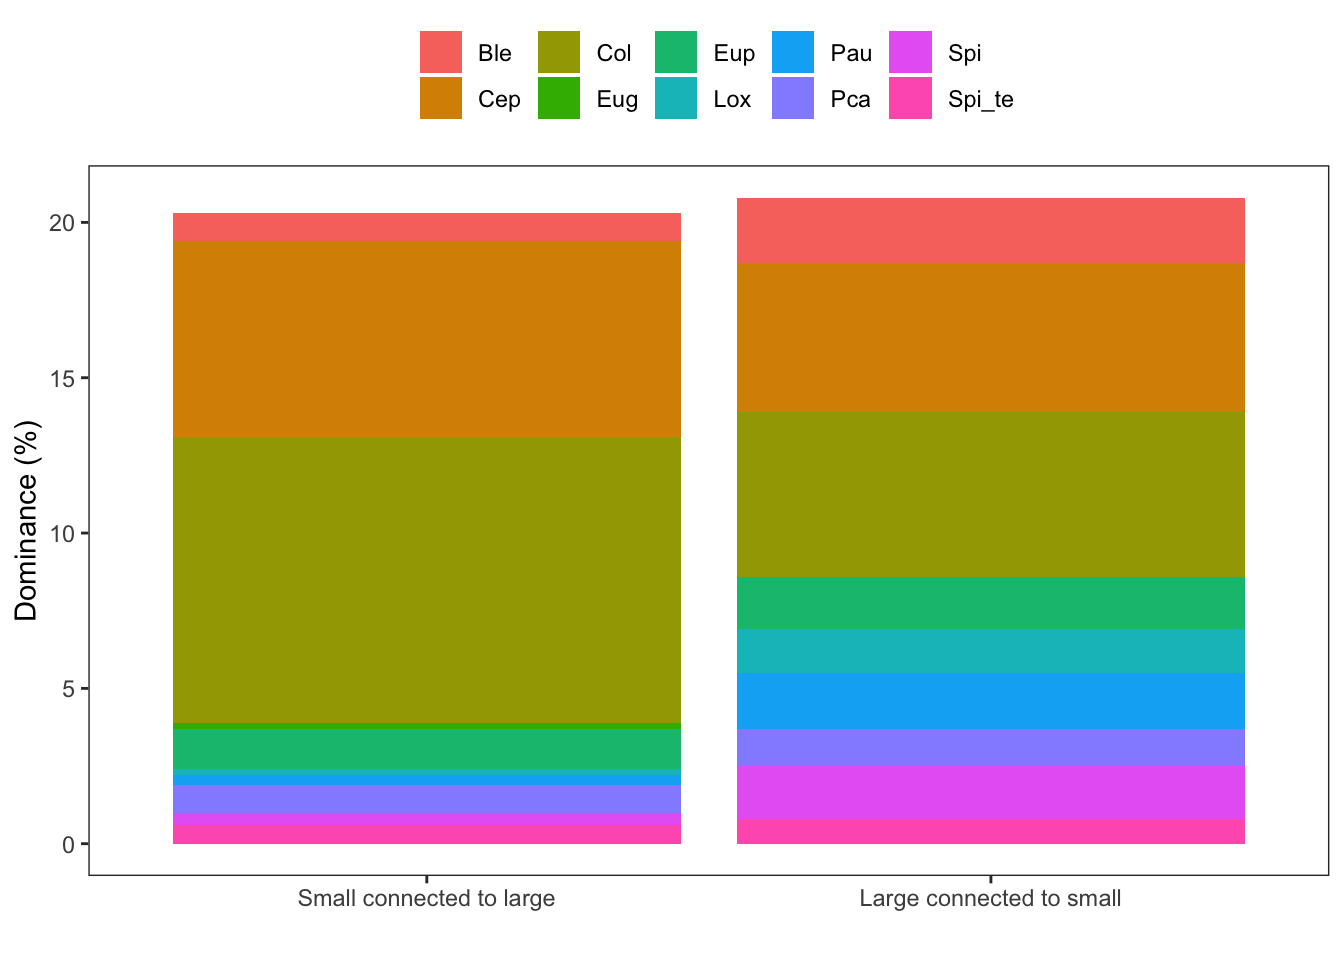 Ble Col Eup Pau Spi
Cep Eug Lox Pca Spi_te
20
15
10
5
0
Dominance (%)
Small connected to large Large connected to small